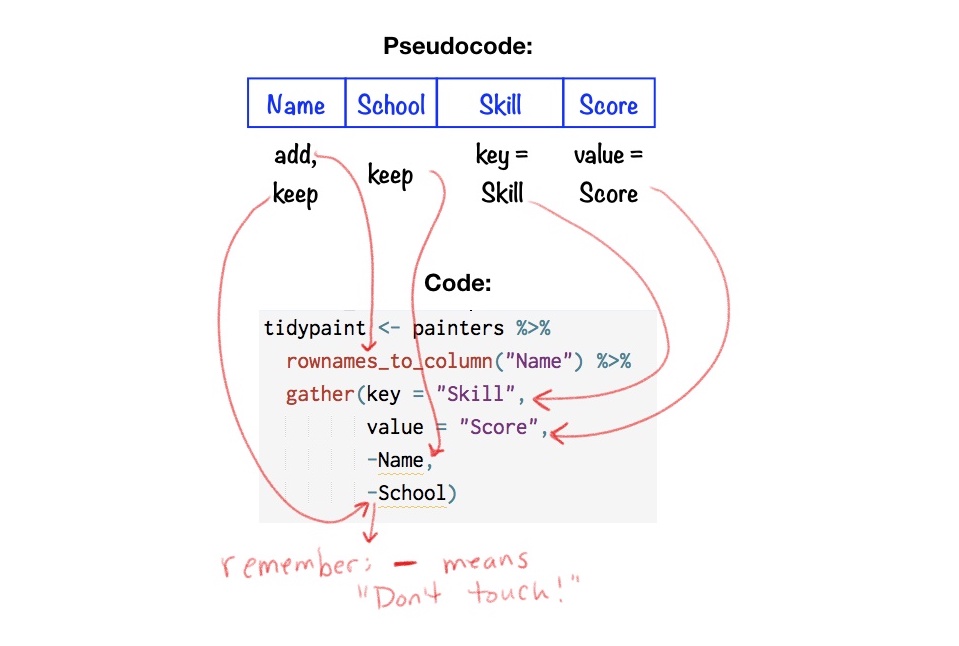 Pseudocode:
Name School Skill Score
add, keep key = value =
keep Skill Score
Code:
tidypaint <- painters %>%
rownames_to_column("Name") %>%
gather(key = "Skill",
value = "Score",
-Name,
-School)
remember: - means
"Don't touch!"